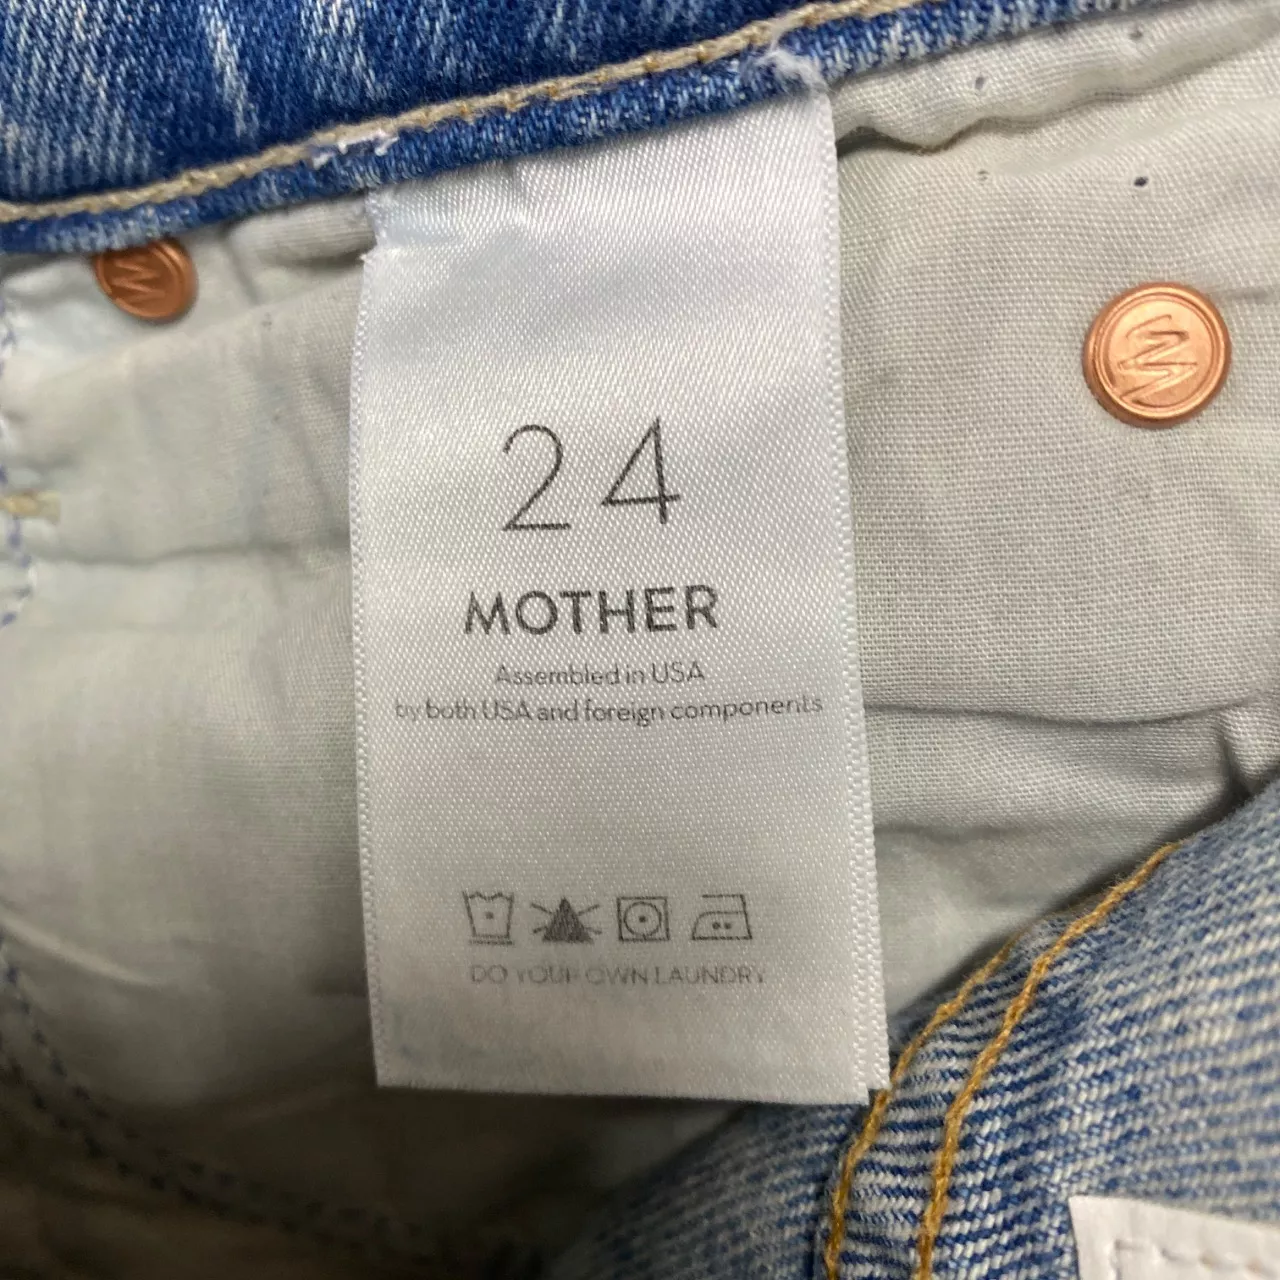 24
MOTHER
Assembled in USA
by both USA and foreign components
DO YOUR OWN LAUNDRY
M
M